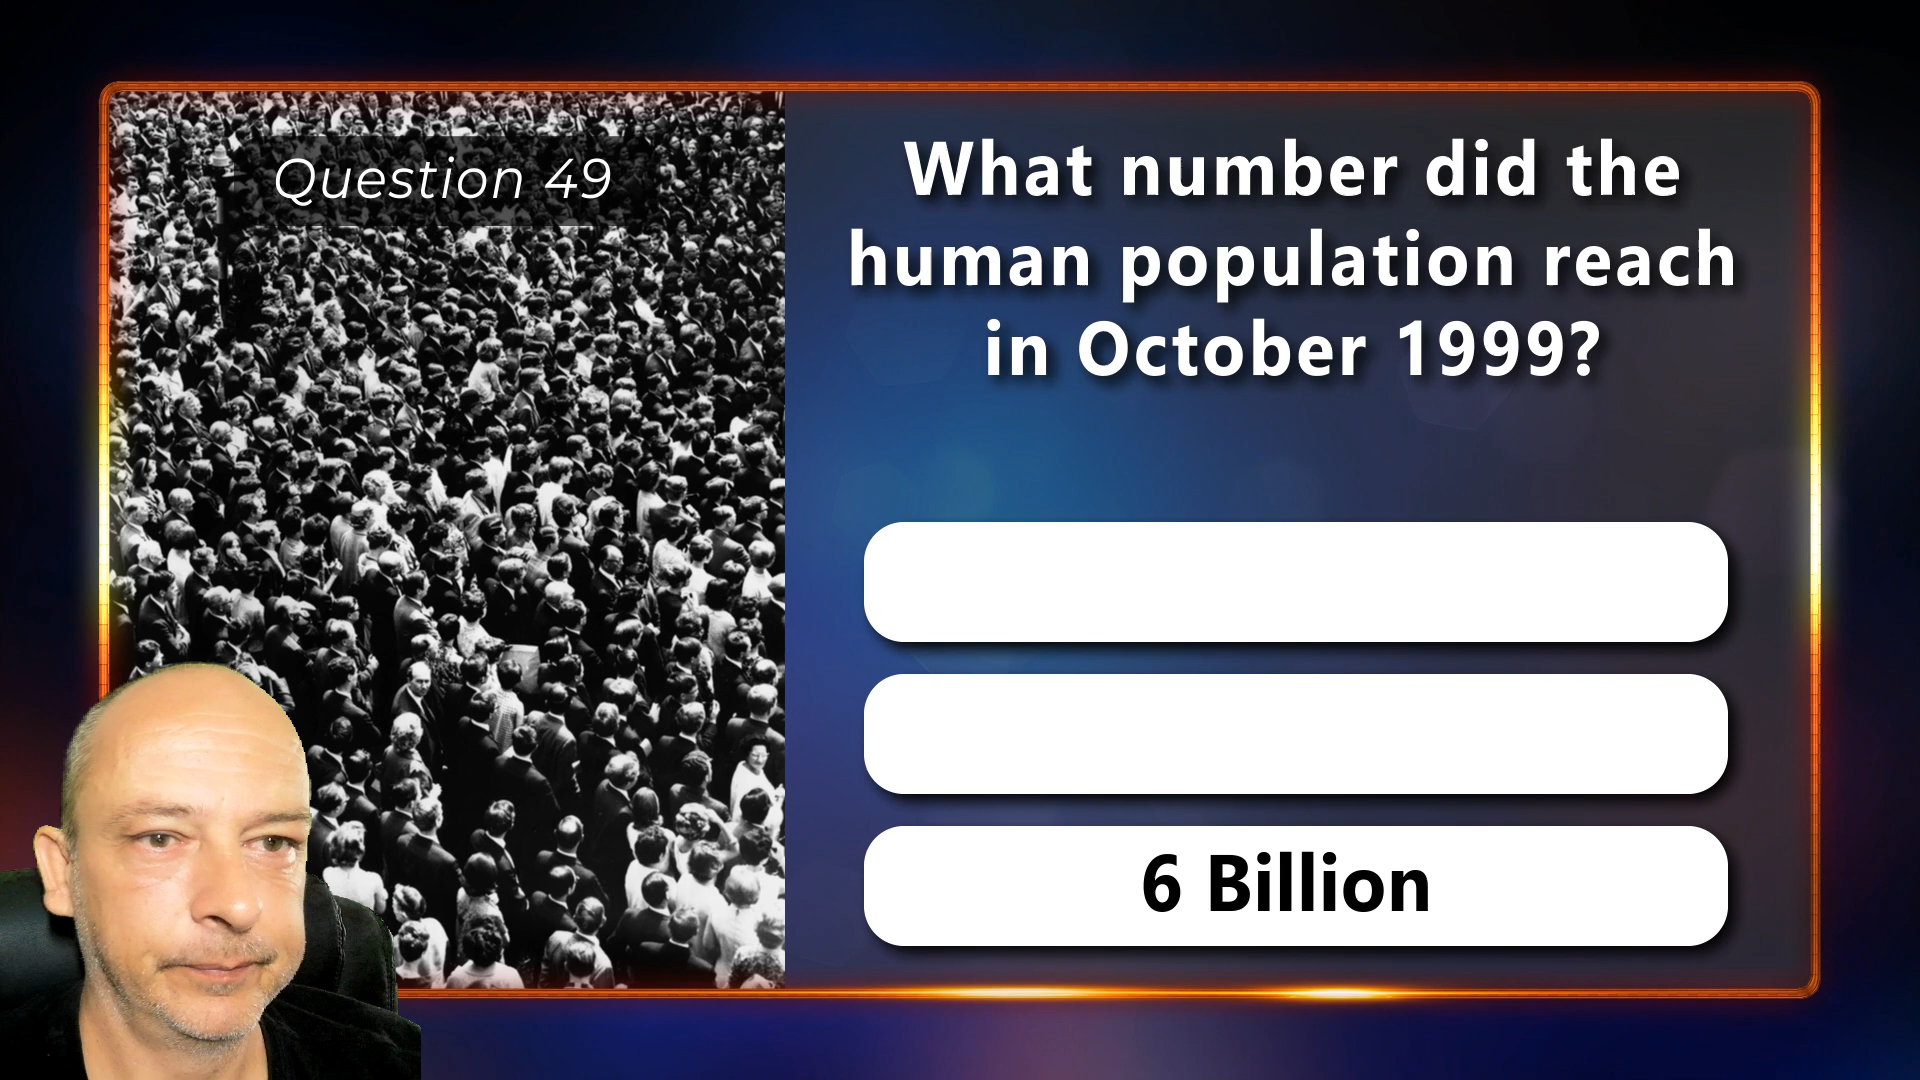 Question 49
What number did the
human population reach
in October 1999?
6 Billion